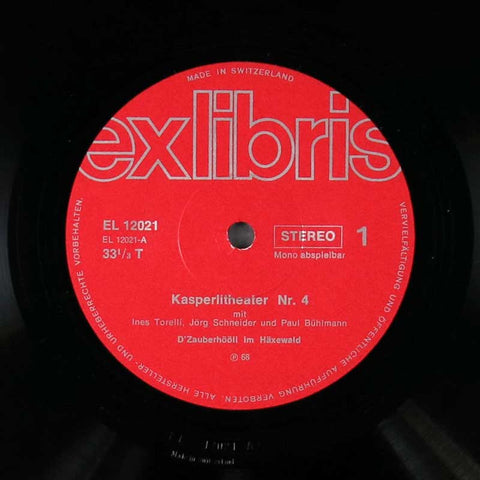 MADE IN SWITZERLAND
exlibris
EL 12021
EL 12021-A
33⅓ T
STEREO
1
Mono abspielbar
Kasperlitheater Nr. 4
mit
Ines Torelli, Jörg Schneider und Paul Bühlmann
D'Zauberhööli im Häxewald
℗ 68
ALLE HERSTELLER- UND URHEBERRECHTE VORBEHALTEN.
VERVIELFÄLTIGUNG UND ÖFFENTLICHE AUFFÜHRUNG VERBOTEN.